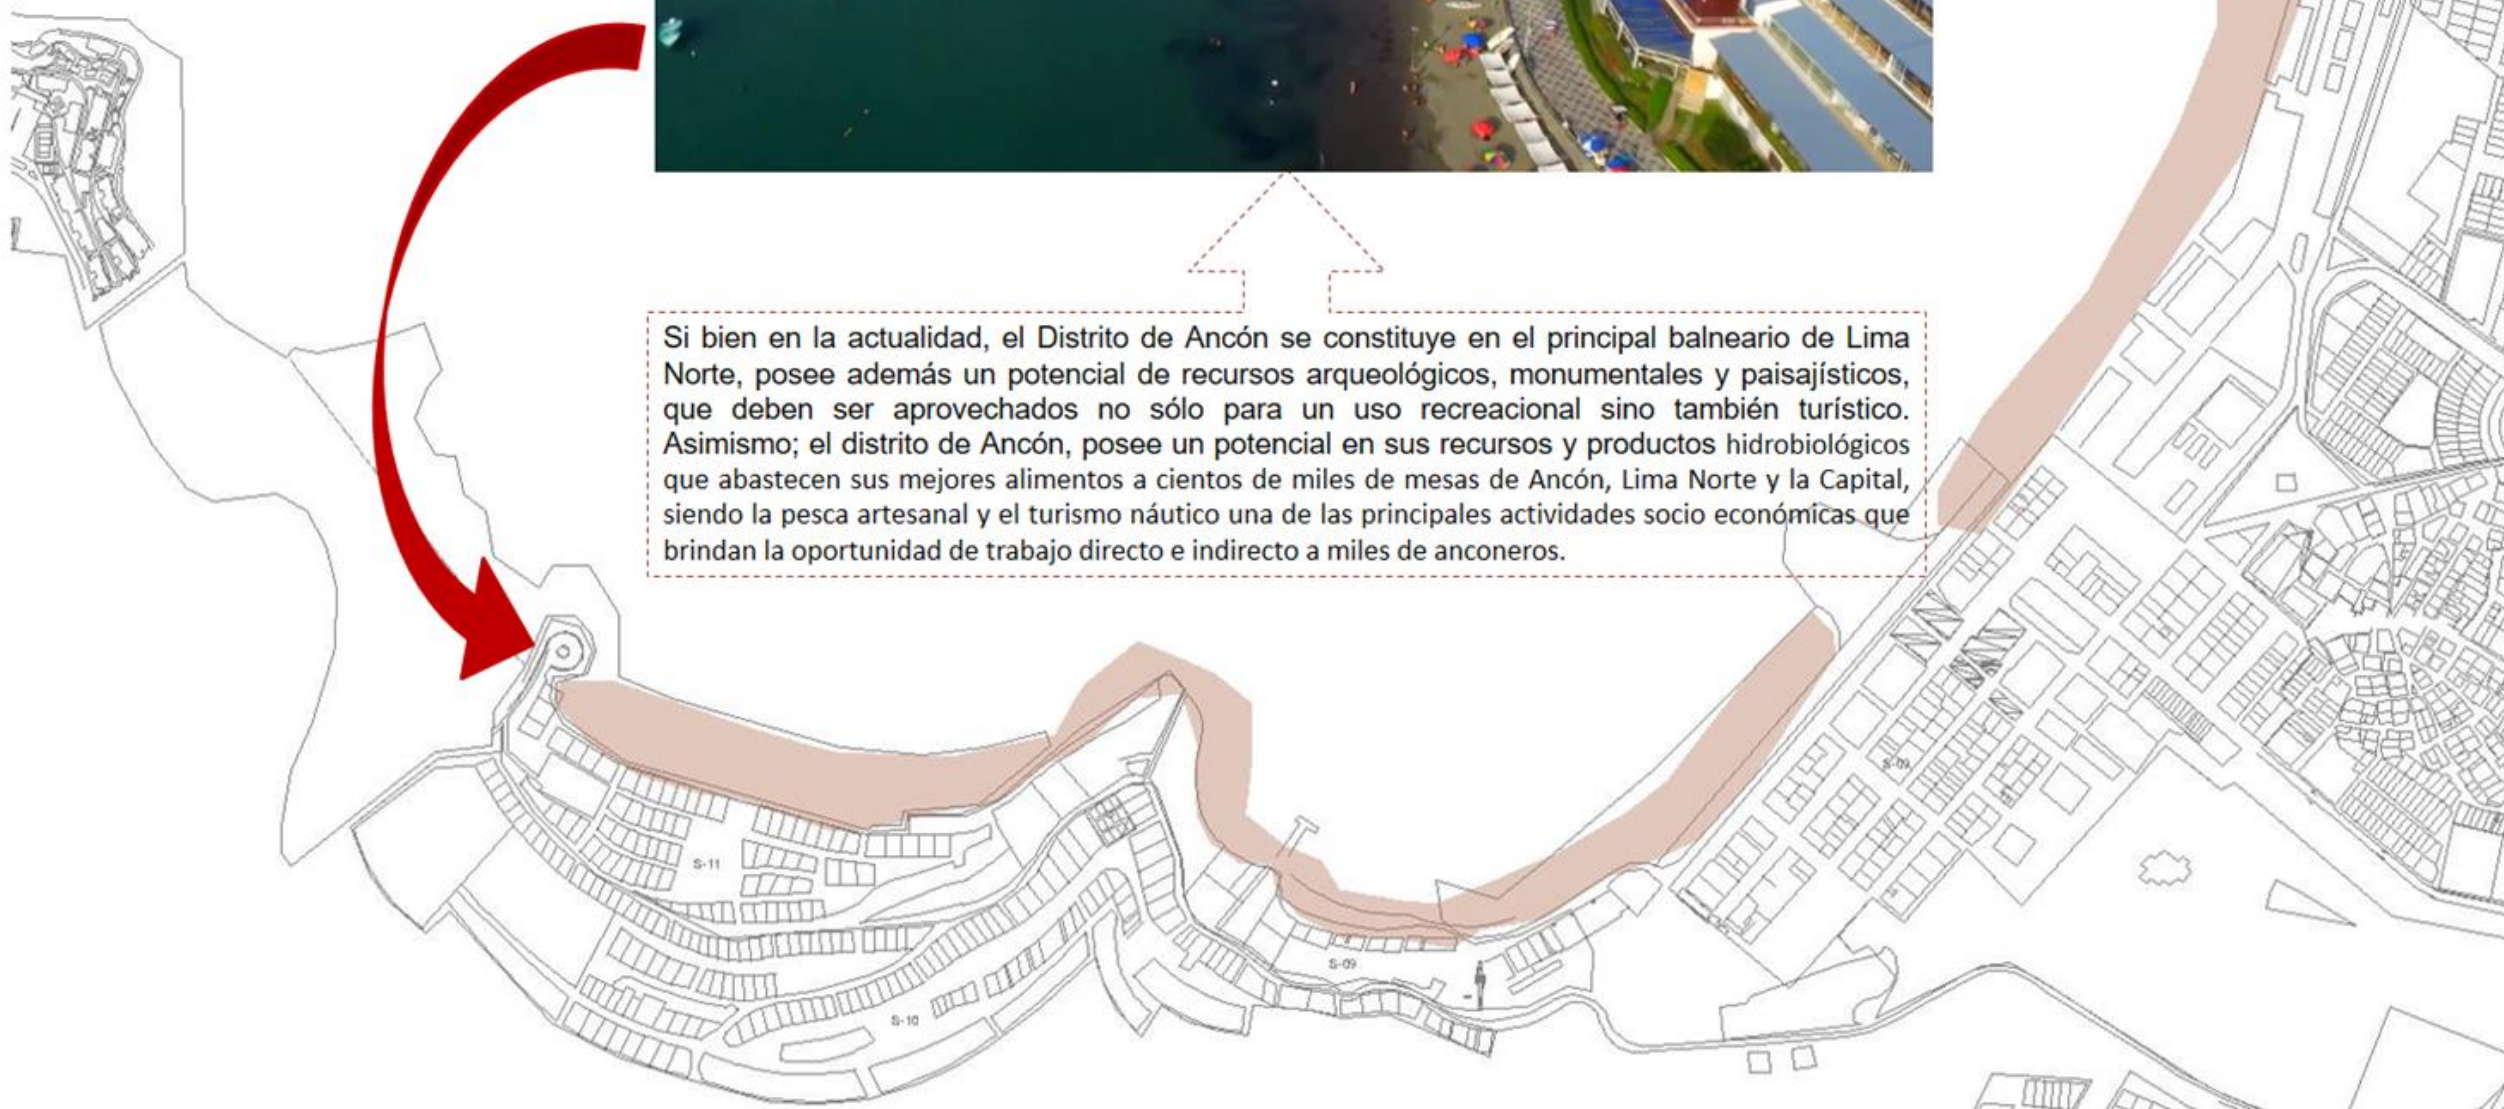 Si bien en la actualidad, el Distrito de Ancón se constituye en el principal balneario de Lima
Norte, posee además un potencial de recursos arqueológicos, monumentales y paisajísticos,
que deben ser aprovechados no sólo para un uso recreacional sino también turístico.
Asimismo; el distrito de Ancón, posee un potencial en sus recursos y productos hidrobiológicos
que abastecen sus mejores alimentos a cientos de miles de mesas de Ancón, Lima Norte y la Capital,
siendo la pesca artesanal y el turismo náutico una de las principales actividades socio económicas que
brindan la oportunidad de trabajo directo e indirecto a miles de anconeros.
S-09
S-11
S-09
S-10